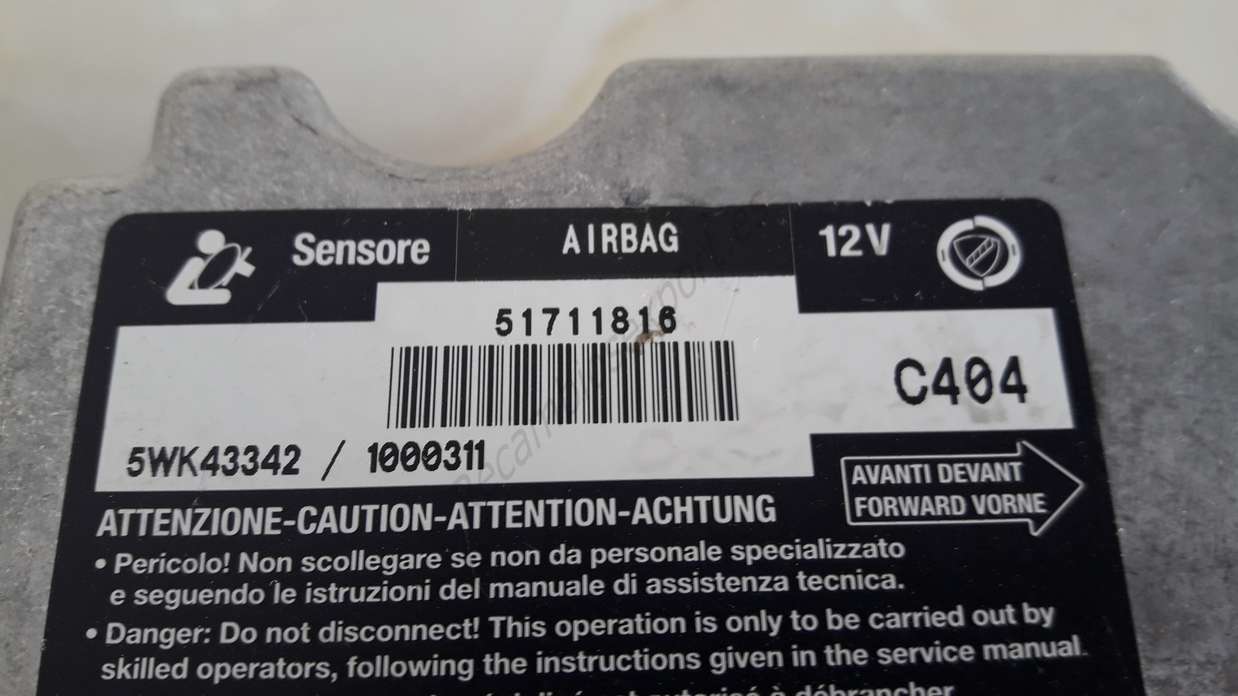 Sensore AIRBAG 12V
51711816
C404
5WK43342 / 1000311
AVANTI DEVANT
FORWARD VORNE
ATTENZIONE-CAUTION-ATTENTION-ACHTUNG
• Pericolo! Non scollegare se non da personale specializzato
e seguendo le istruzioni del manuale di assistenza tecnica.
• Danger: Do not disconnect! This operation is only to be carried out by
skilled operators, following the instructions given in the service manual.
autorisé à débrancher